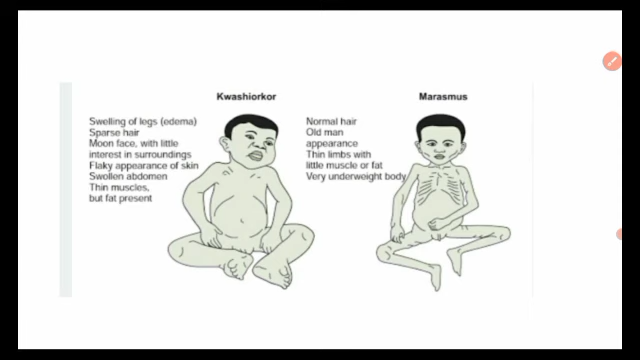 Kwashiorkor
Swelling of legs (edema)
Sparse hair
Moon face, with little
interest in surroundings
Flaky appearance of skin
Swollen abdomen
Thin muscles,
but fat present
Marasmus
Normal hair
Old man
appearance
Thin limbs with
little muscle or fat
Very underweight body